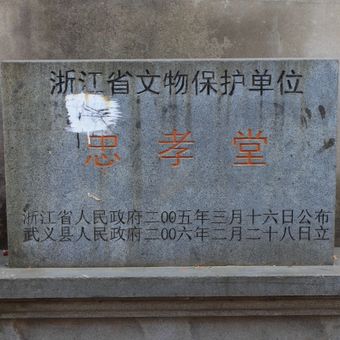 浙江省文物保护单位
忠孝堂
浙江省人民政府二00五年三月十六日公布
武义县人民政府二00六年二月二十八日立